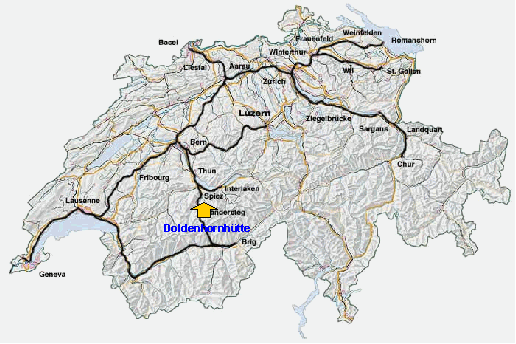 Romanshorn
Weinfelden
Frauenfeld
Basel
Winterthur
Liestal
Aarau
Wil
St. Gallen
Zürich
Luzern
Ziegelbrücke
Sargans
Landquart
Bern
Chur
Thun
Fribourg
Interlaken
Spiez
Lausanne
Doldenhornhütte
Brig
Geneva